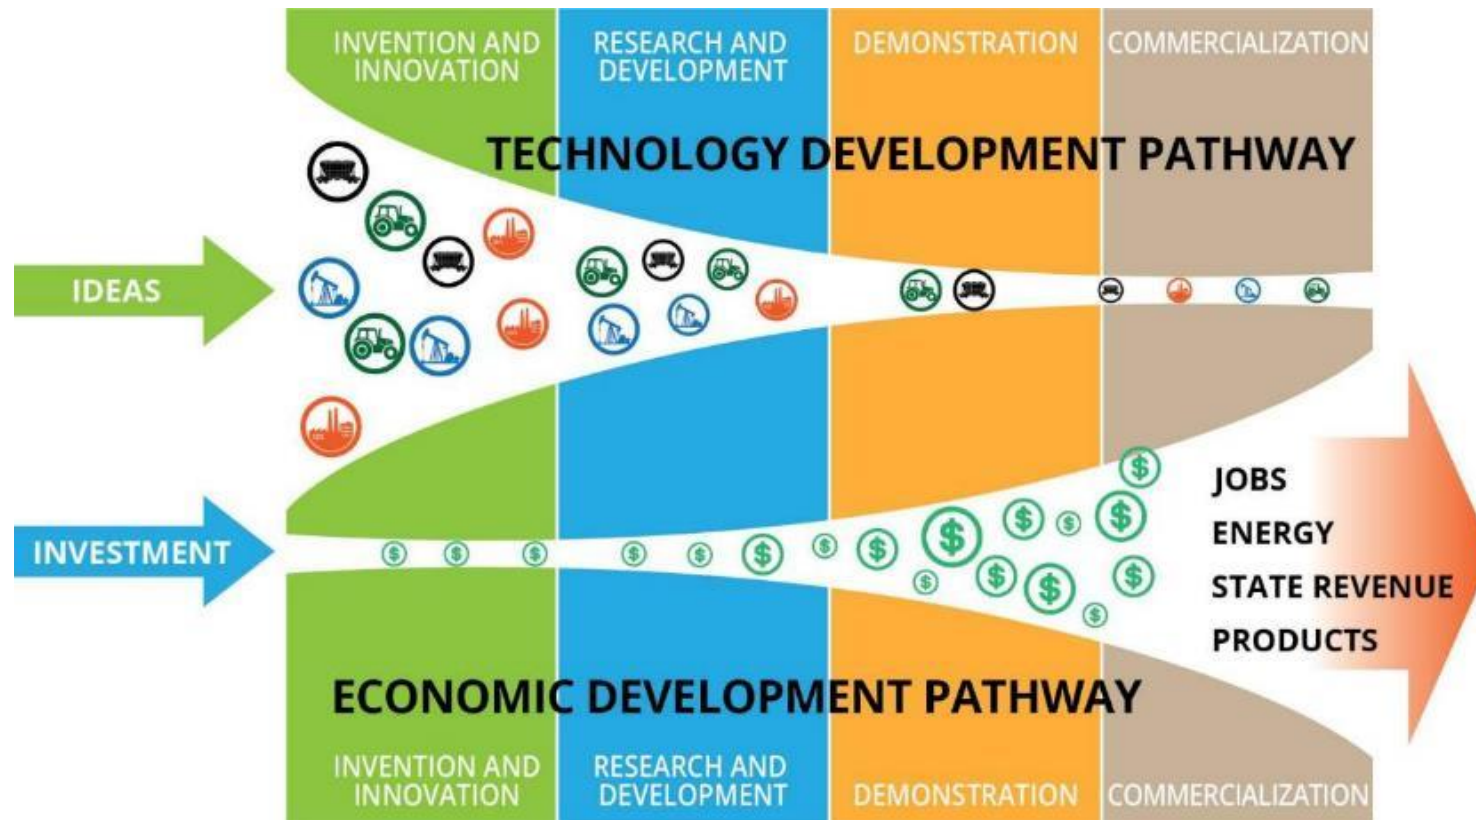 INVENTION AND
INNOVATION
RESEARCH AND
DEVELOPMENT
DEMONSTRATION
COMMERCIALIZATION
TECHNOLOGY DEVELOPMENT PATHWAY
IDEAS
INVESTMENT
$ $ $ $ $ $ $ $ $ $ $ $ $ $ $ $ $ $
JOBS
ENERGY
STATE REVENUE
PRODUCTS
ECONOMIC DEVELOPMENT PATHWAY
INVENTION AND
INNOVATION
RESEARCH AND
DEVELOPMENT
DEMONSTRATION
COMMERCIALIZATION